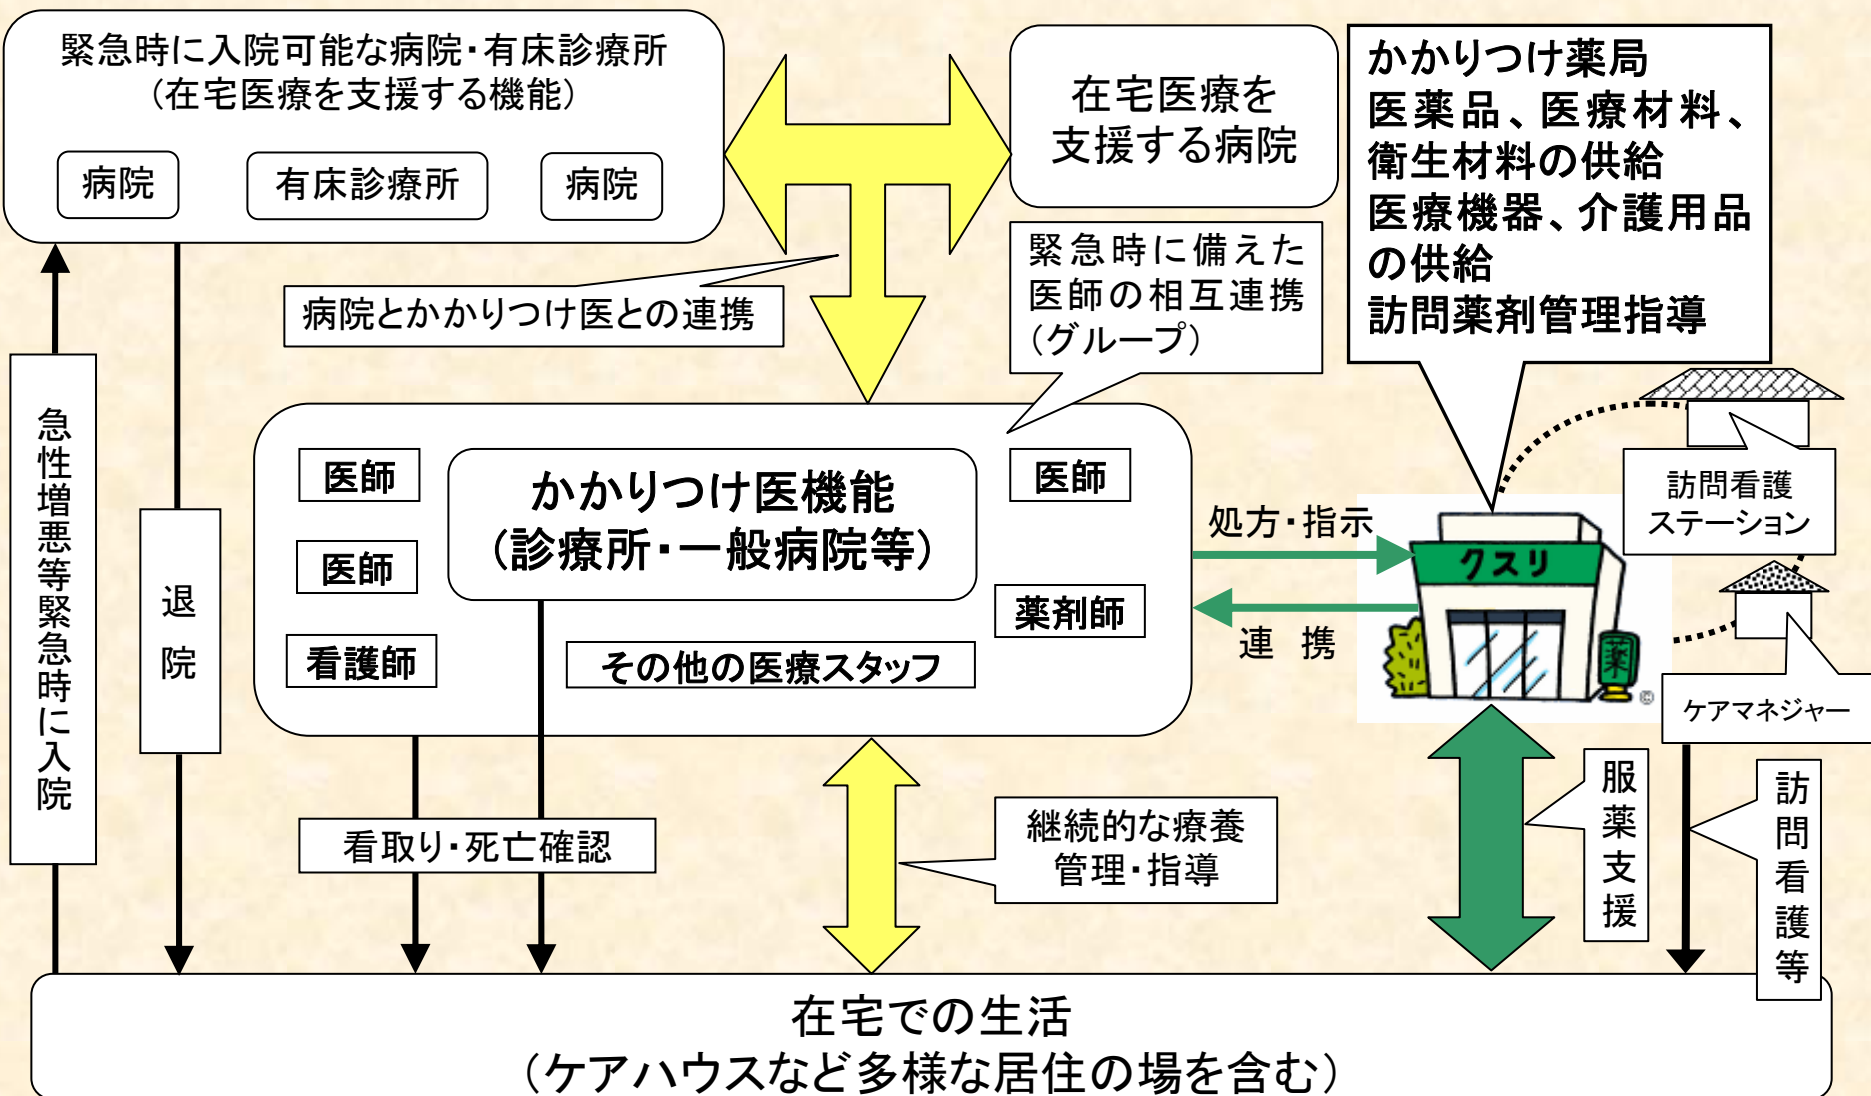 緊急時に入院可能な病院・有床診療所
（在宅医療を支援する機能）
病院
有床診療所
病院
在宅医療を
支援する病院
かかりつけ薬局
医薬品、医療材料、
衛生材料の供給
医療機器、介護用品
の供給
訪問薬剤管理指導
病院とかかりつけ医との連携
緊急時に備えた
医師の相互連携
（グループ）
急性増悪等緊急時に入院
退院
医師
医師
看護師
かかりつけ医機能
（診療所・一般病院等）
その他の医療スタッフ
医師
薬剤師
処方・指示
連携
クスリ
薬
©
訪問看護
ステーション
ケアマネジャー
看取り・死亡確認
継続的な療養
管理・指導
服薬支援
訪問看護等
在宅での生活
（ケアハウスなど多様な居住の場を含む）